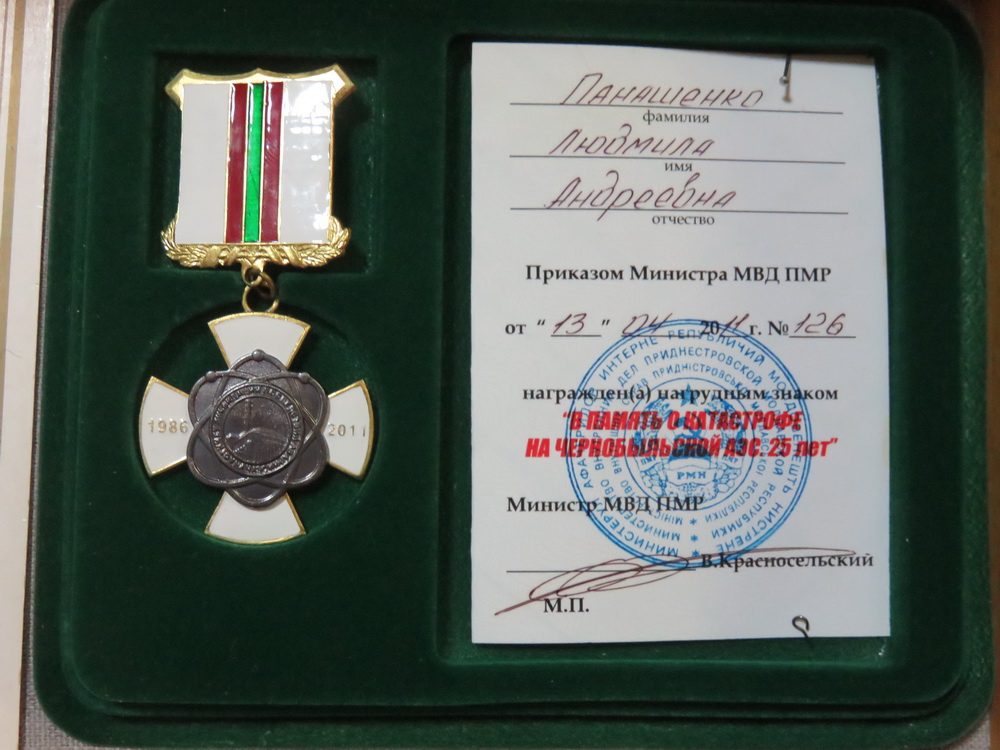 Панашенко
фамилия
Людмила
имя
Андреевна
отчество
Приказом Министра МВД ПМР
от “ 13 ” 04 2011 г. № 126
награжден(а) нагрудным знаком
"В ПАМЯТЬ О КАТАСТРОФЕ
НА ЧЕРНОБЫЛЬСКОЙ АЭС. 25 лет"
Министр МВД ПМР
В.Красносельский
М.П.
РМН
1986
2011